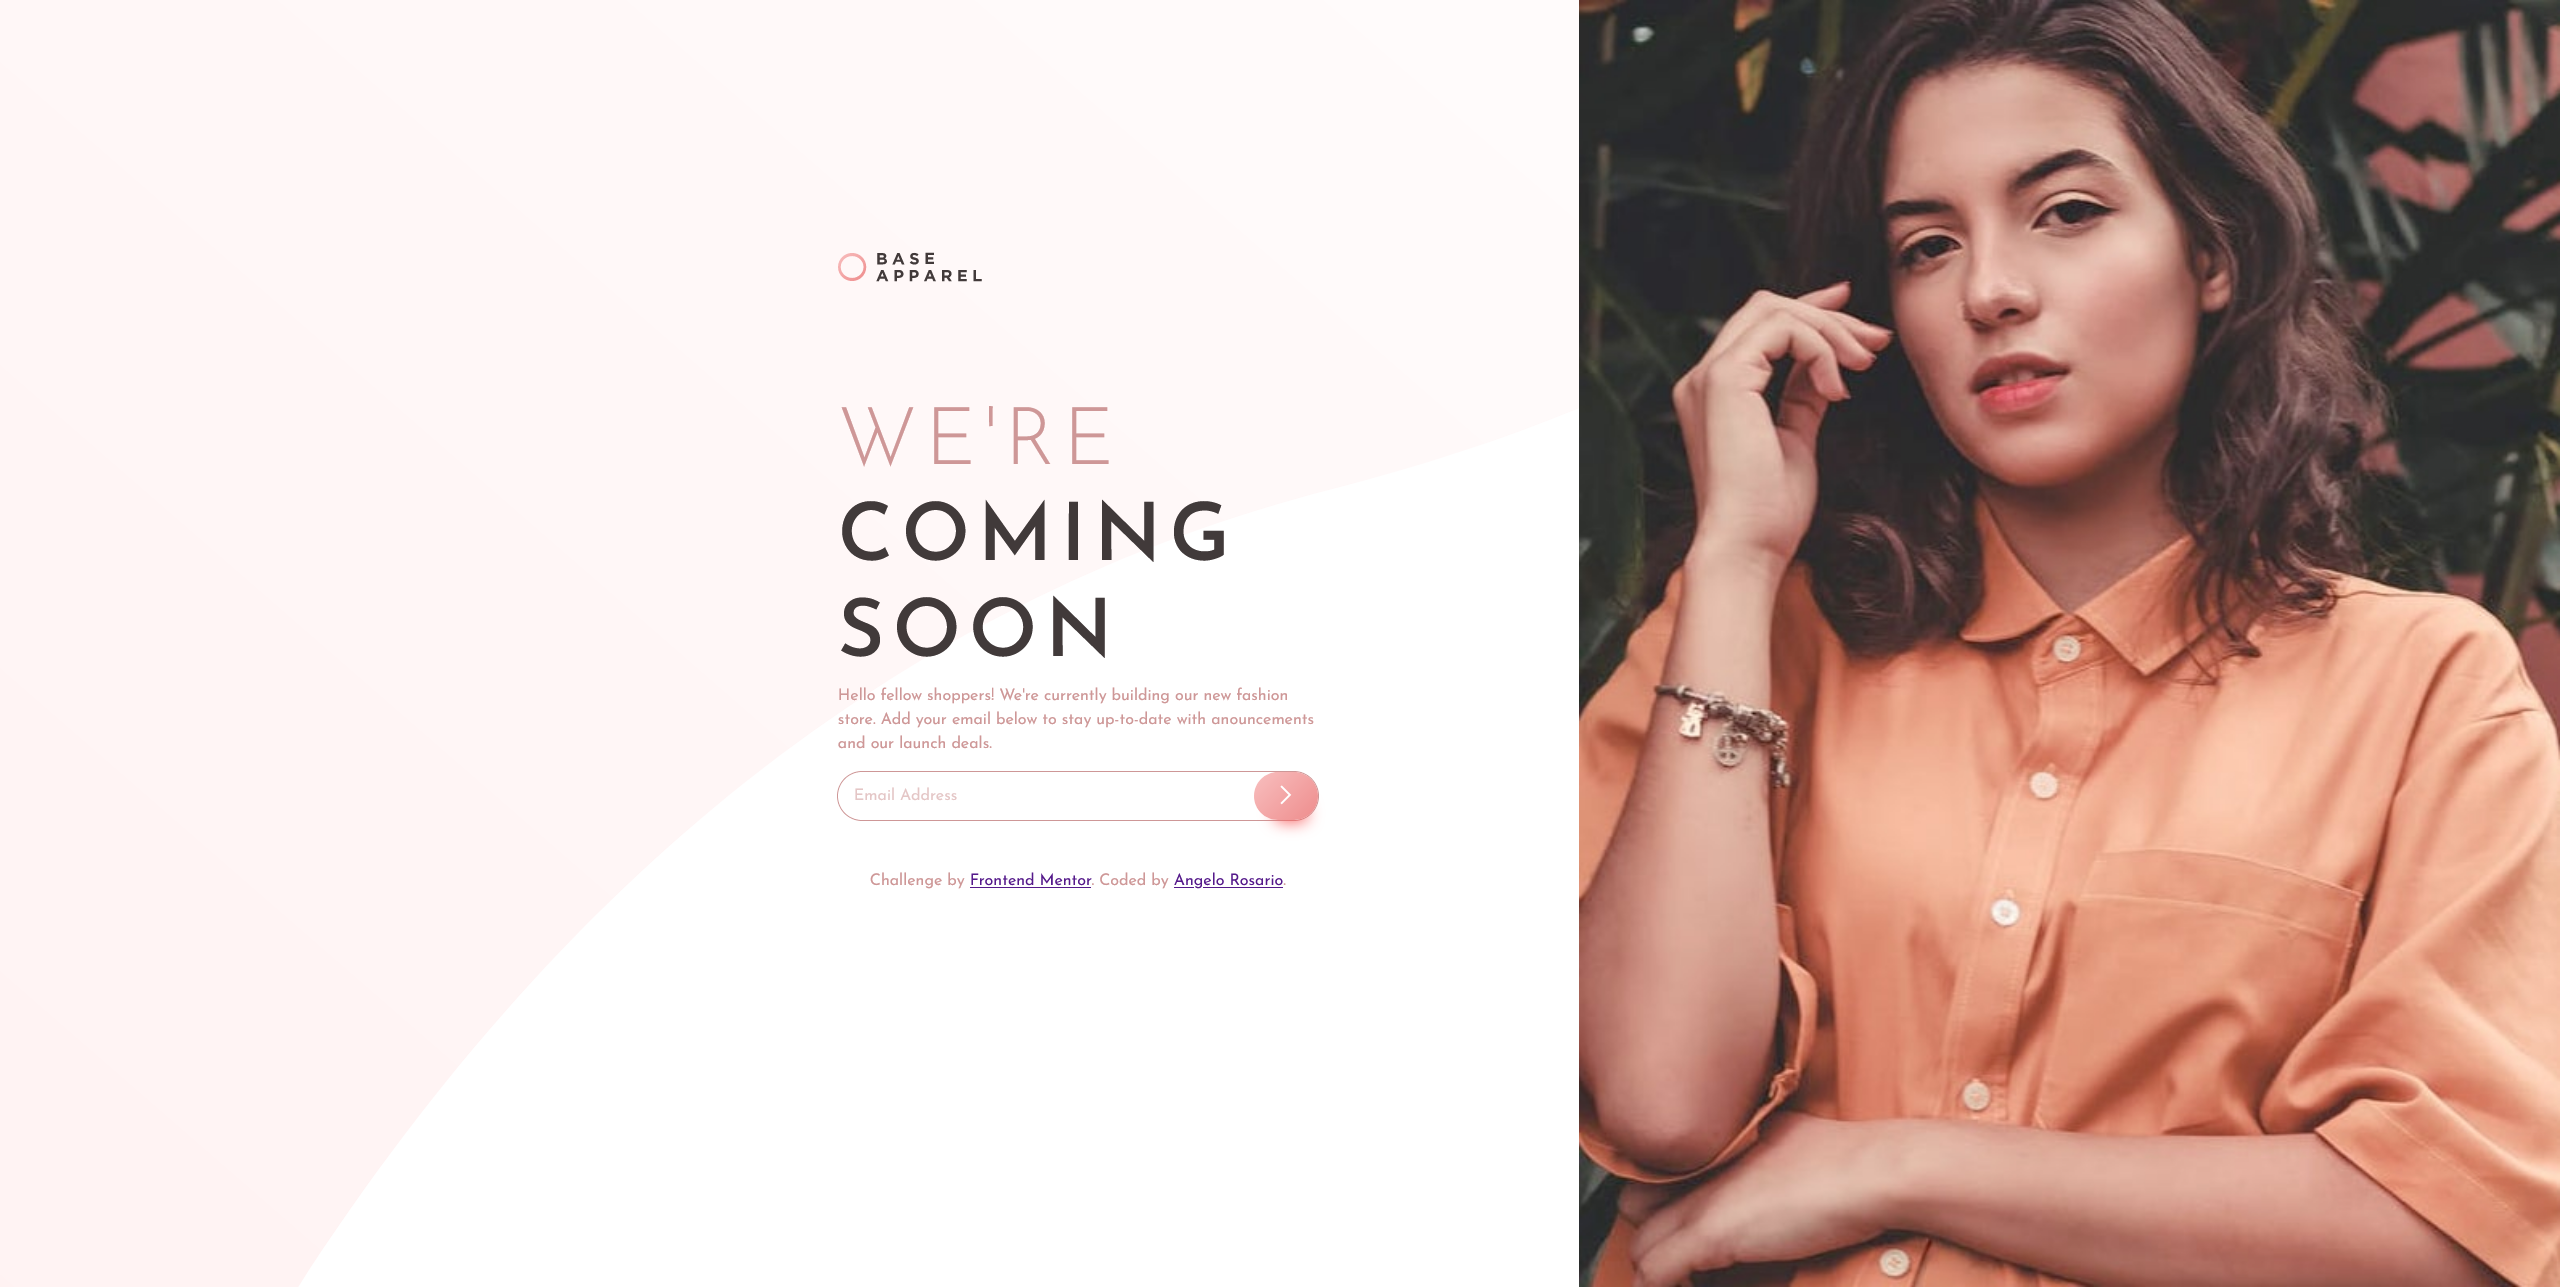 BASE
APPAREL
WE'RE
COMING
SOON
Hello fellow shoppers! We're currently building our new fashion
store. Add your email below to stay up-to-date with anouncements
and our launch deals.
Email Address
Challenge by Frontend Mentor. Coded by Angelo Rosario.